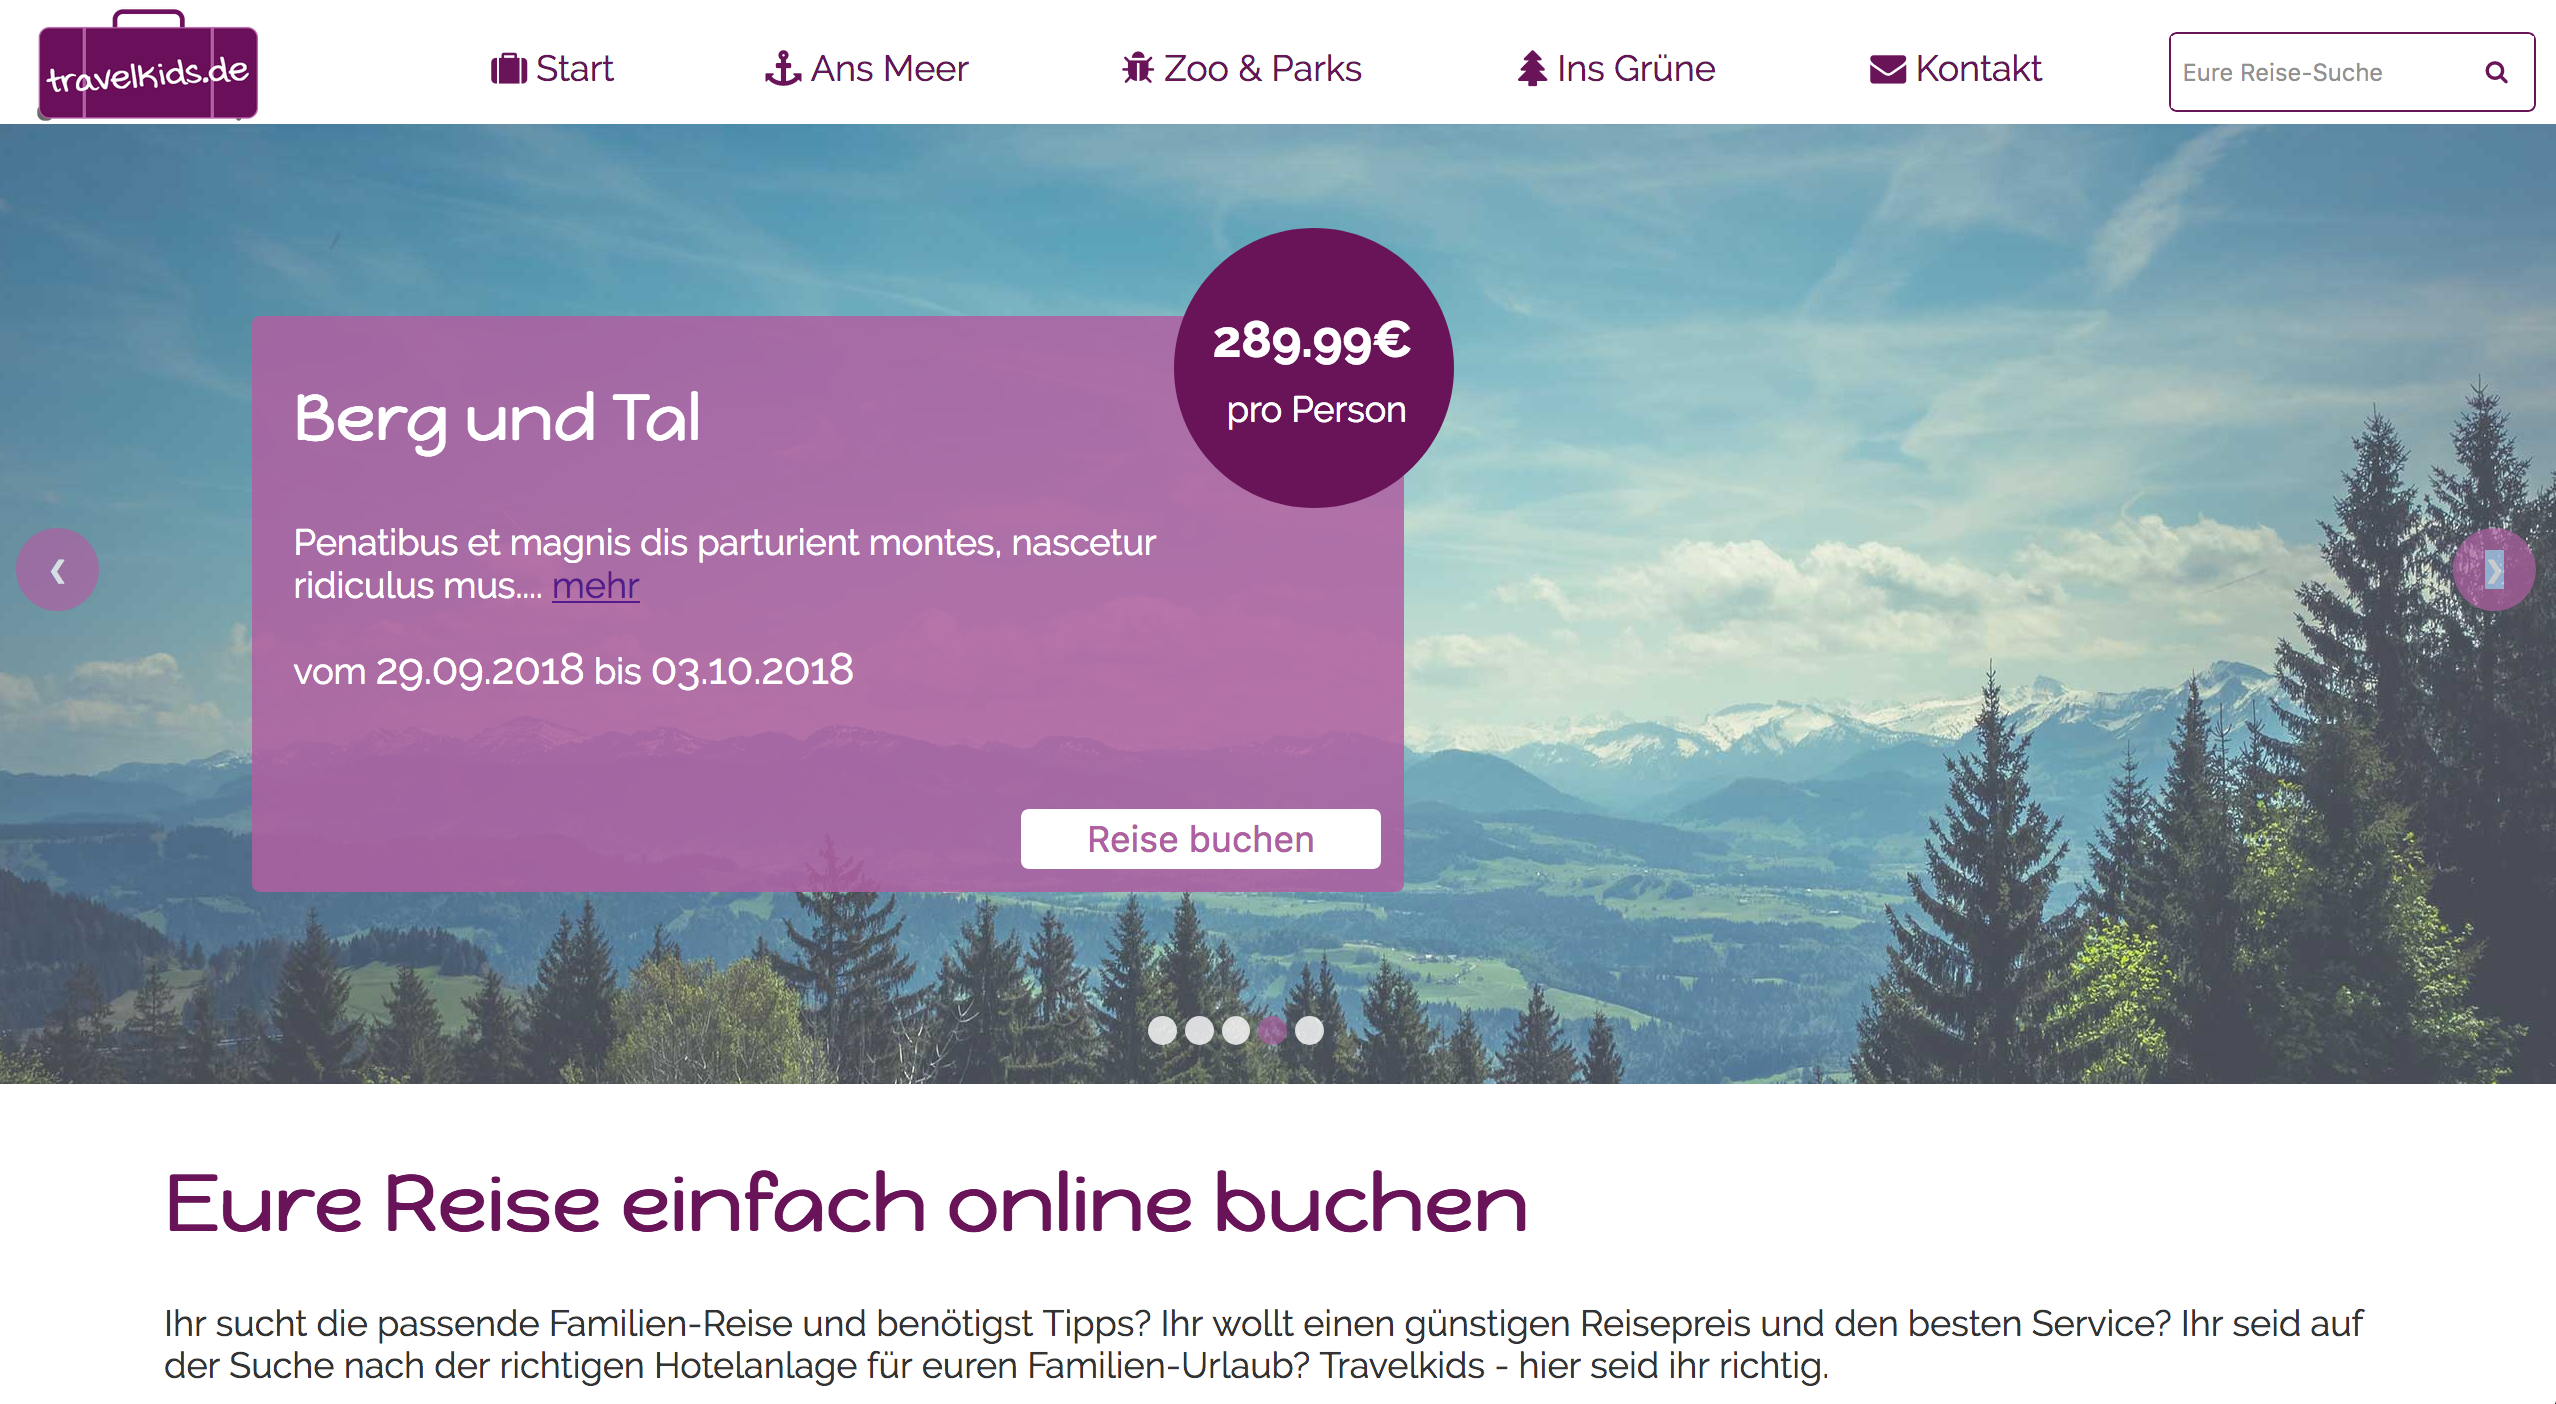 travelkids.de
Start
Ans Meer
Zoo & Parks
Ins Grüne
Kontakt
Eure Reise-Suche
289.99€
pro Person
Berg und Tal
Penatibus et magnis dis parturient montes, nascetur
ridiculus mus.... mehr
vom 29.09.2018 bis 03.10.2018
❮
❯
Reise buchen
Eure Reise einfach online buchen
Ihr sucht die passende Familien-Reise und benötigst Tipps? Ihr wollt einen günstigen Reisepreis und den besten Service? Ihr seid auf
der Suche nach der richtigen Hotelanlage für euren Familien-Urlaub? Travelkids - hier seid ihr richtig.